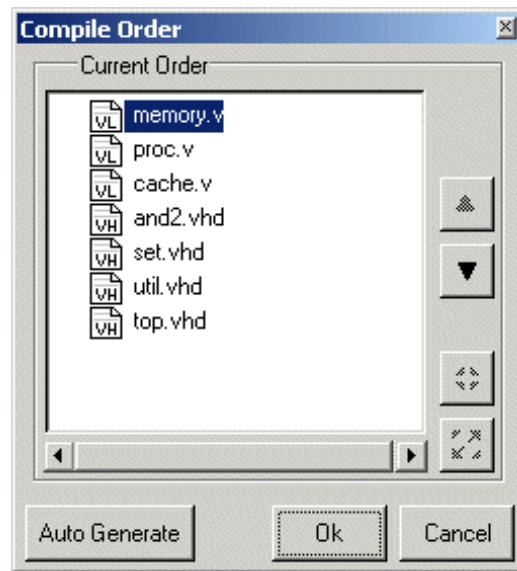 Compile Order
Current Order
VL memory.v
VL proc.v
VL cache.v
VH and2.vhd
VH set.vhd
VH util.vhd
VH top.vhd
Auto Generate Ok Cancel